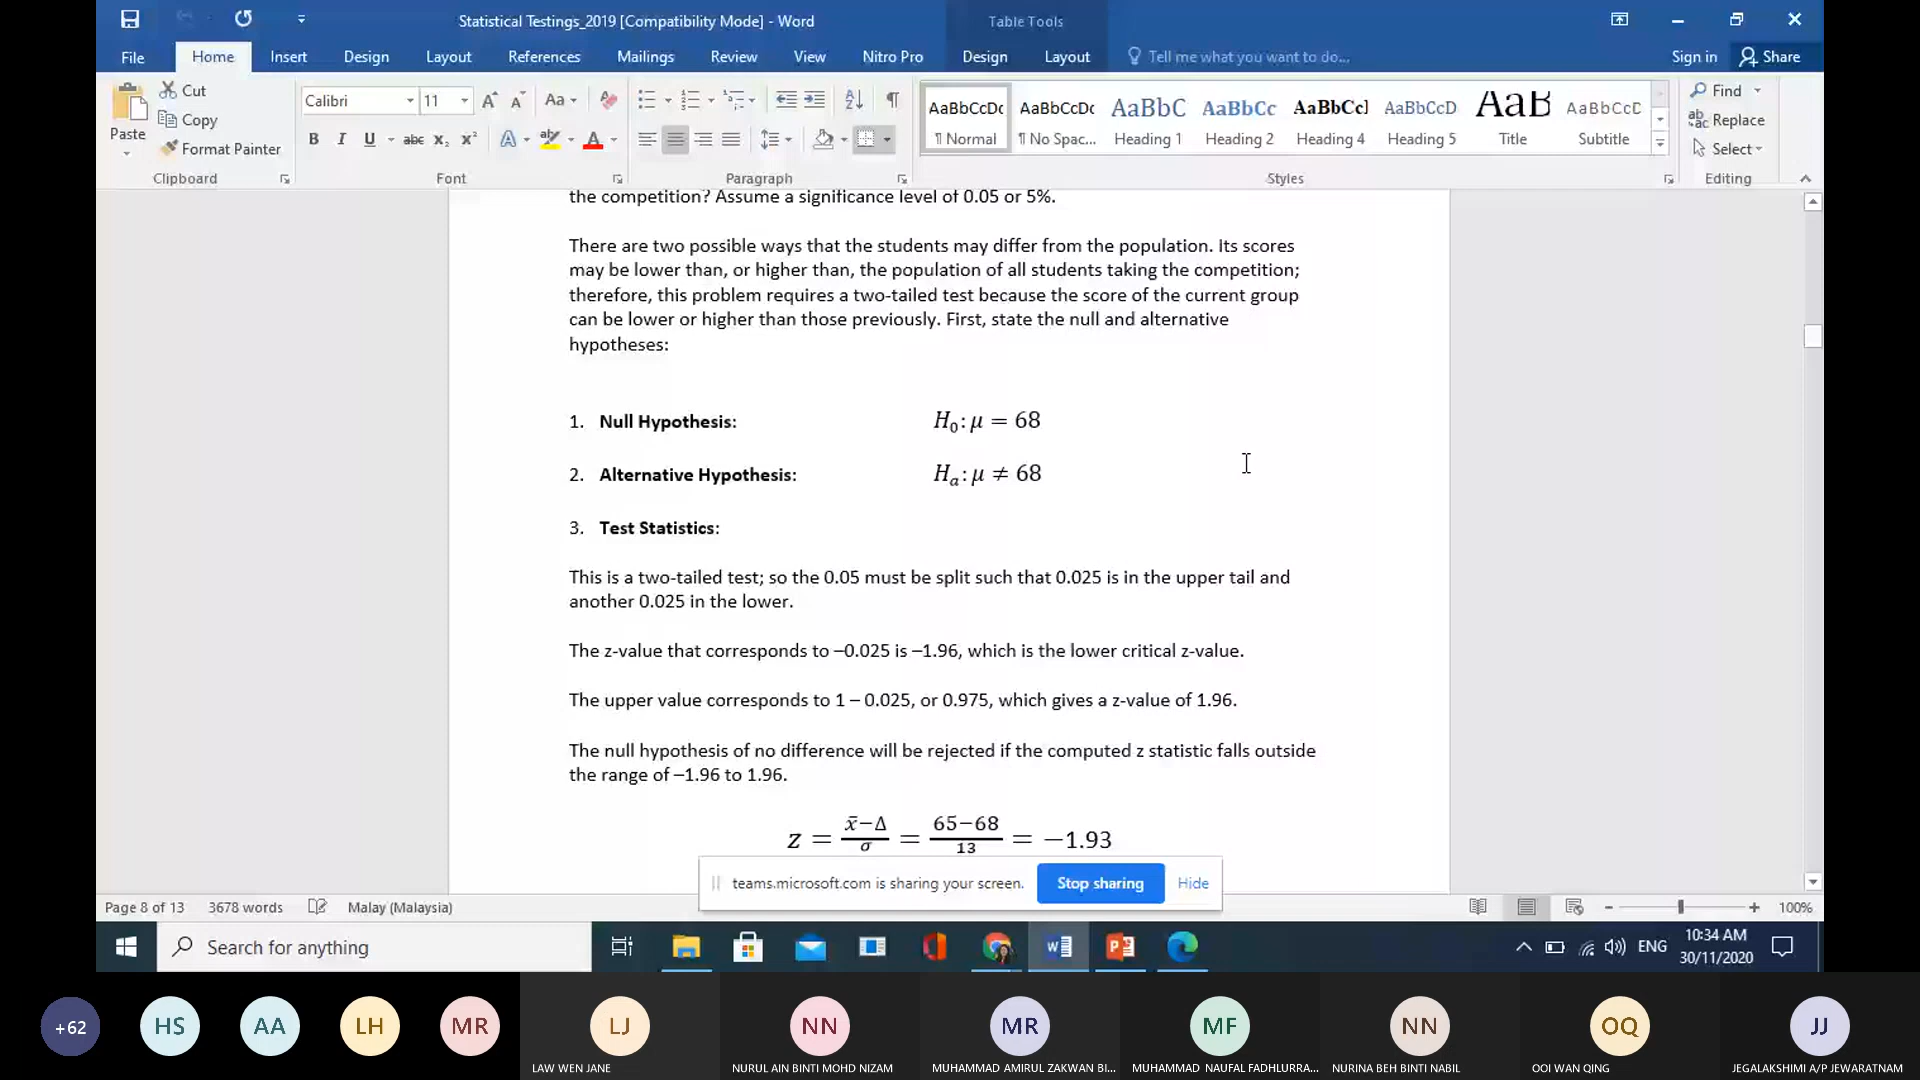 Statistical Testings_2019 [Compatibility Mode] - Word
Table Tools
File Home Insert Design Layout References Mailings Review View Nitro Pro Design Layout Tell me what you want to do... Sign in Share
Paste
Cut
Copy
Format Painter
Clipboard
Calibri 11
Font
Paragraph
AaBbCcDc AaBbCcDc AaBbC AaBbCc AaBbCcI AaBbCcD AaB AaBbCcD
¶ Normal ¶ No Spac... Heading 1 Heading 2 Heading 4 Heading 5 Title Subtitle
Styles
Find
Replace
Select
Editing
the competition? Assume a significance level of 0.05 or 5%.
There are two possible ways that the students may differ from the population. Its scores
may be lower than, or higher than, the population of all students taking the competition;
therefore, this problem requires a two-tailed test because the score of the current group
can be lower or higher than those previously. First, state the null and alternative
hypotheses:
1. Null Hypothesis: H₀: μ = 68
2. Alternative Hypothesis: Hₐ: μ ≠ 68
3. Test Statistics:
This is a two-tailed test; so the 0.05 must be split such that 0.025 is in the upper tail and
another 0.025 in the lower.
The z-value that corresponds to –0.025 is –1.96, which is the lower critical z-value.
The upper value corresponds to 1 – 0.025, or 0.975, which gives a z-value of 1.96.
The null hypothesis of no difference will be rejected if the computed z statistic falls outside
the range of –1.96 to 1.96.
z = x̄−Δ / σ = 65−68 / 13 = −1.93
teams.microsoft.com is sharing your screen. Stop sharing Hide
Page 8 of 13 3678 words Malay (Malaysia) 100%
Search for anything
ENG
10:34 AM
30/11/2020
+62 HS AA LH MR LJ NN MR MF NN OQ JJ
LAW WEN JANE NURUL AIN BINTI MOHD NIZAM MUHAMMAD AMIRUL ZAKWAN BI... MUHAMMAD NAUFAL FADHLURRA... NURINA BEH BINTI NABIL OOI WAN QING JEGALAKSHIMI A/P JEWARATNAM